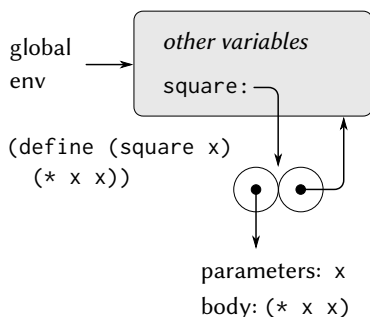 global
env
other variables
square:
(define (square x)
(* x x))
parameters: x
body: (* x x)